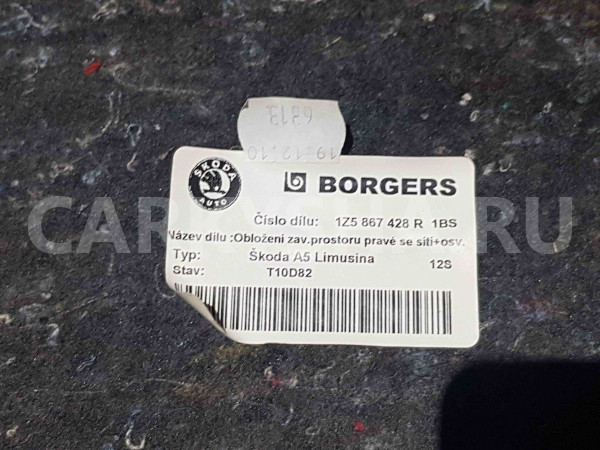 6313
19.12.10
ŠKODA
AUTO
BORGERS
Číslo dílu: 1Z5 867 428 R 1BS
Název dílu :Obložení zav.prostoru pravé se síti+osv.
Typ: Škoda A5 Limusina 12S
Stav: T10D82